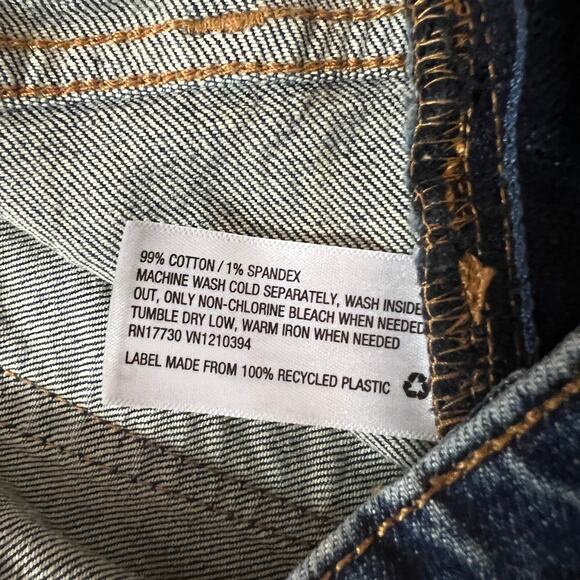 99% COTTON / 1% SPANDEX
MACHINE WASH COLD SEPARATELY, WASH INSIDE
OUT, ONLY NON-CHLORINE BLEACH WHEN NEEDED
TUMBLE DRY LOW, WARM IRON WHEN NEEDED
RN17730 VN1210394
LABEL MADE FROM 100% RECYCLED PLASTIC